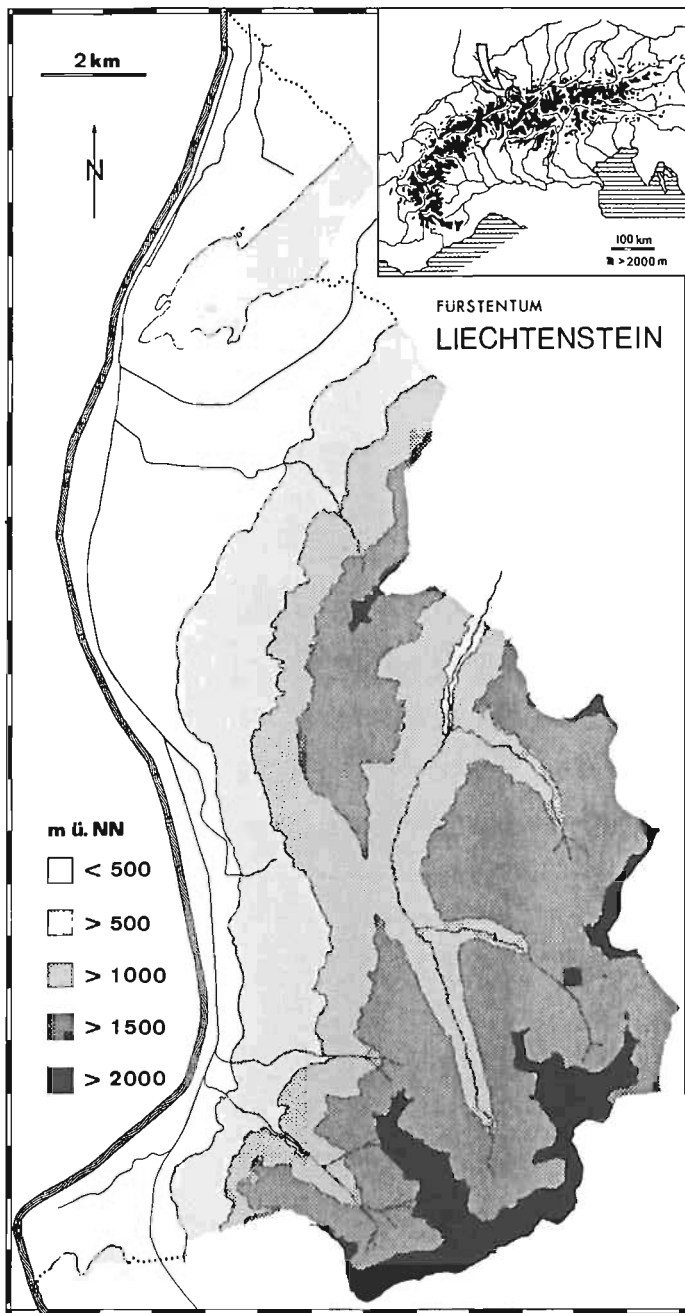 2 km
N
100 km
> 2000 m
FÜRSTENTUM
LIECHTENSTEIN
m ü. NN
< 500
> 500
> 1000
> 1500
> 2000